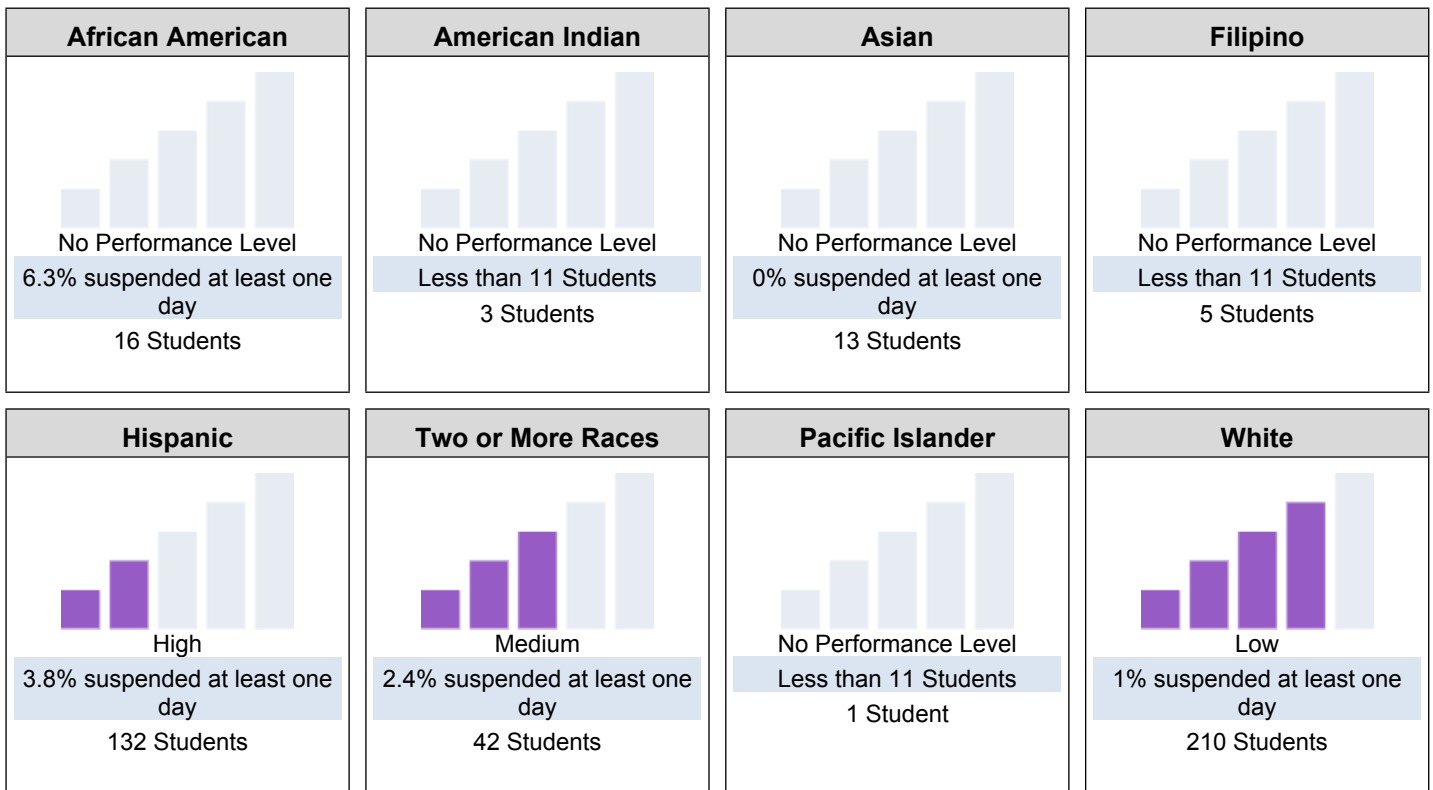 African American
No Performance Level
6.3% suspended at least one
day
16 Students
American Indian
No Performance Level
Less than 11 Students
3 Students
Asian
No Performance Level
0% suspended at least one
day
13 Students
Filipino
No Performance Level
Less than 11 Students
5 Students
Hispanic
High
3.8% suspended at least one
day
132 Students
Two or More Races
Medium
2.4% suspended at least one
day
42 Students
Pacific Islander
No Performance Level
Less than 11 Students
1 Student
White
Low
1% suspended at least one
day
210 Students